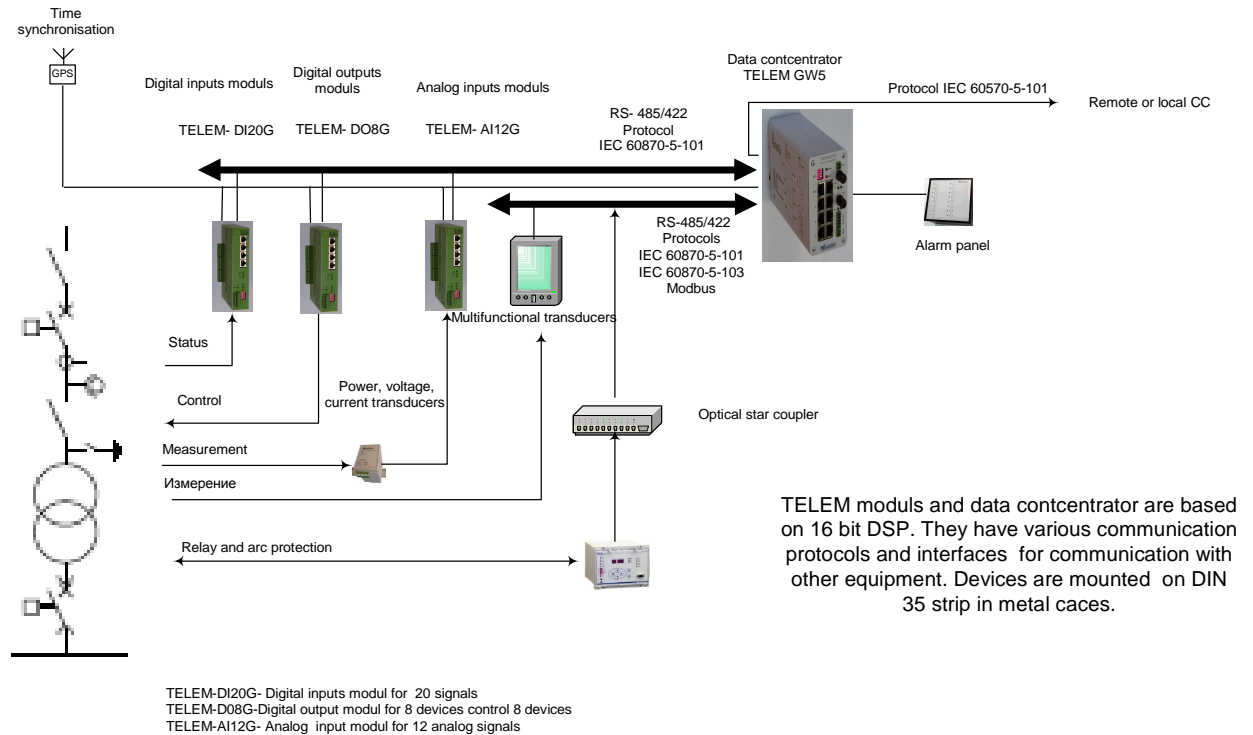 Time
synchronisation
GPS
Digital inputs moduls
Digital outputs
moduls
Analog inputs moduls
TELEM- DI20G
TELEM- DO8G
TELEM- AI12G
RS- 485/422
Protocol
IEC 60870-5-101
Data contcentrator
TELEM GW5
Protocol IEC 60570-5-101
Remote or local CC
RS-485/422
Protocols
IEC 60870-5-101
IEC 60870-5-103
Modbus
Alarm panel
Multifunctional transducers
Status
Control
Power, voltage,
current transducers
Measurement
Измерение
Optical star coupler
Relay and arc protection
TELEM moduls and data contcentrator are based
on 16 bit DSP. They have various communication
protocols and interfaces for communication with
other equipment. Devices are mounted on DIN
35 strip in metal caces.
TELEM-DI20G- Digital inputs modul for 20 signals
TELEM-D08G-Digital output modul for 8 devices control 8 devices
TELEM-AI12G- Analog input modul for 12 analog signals